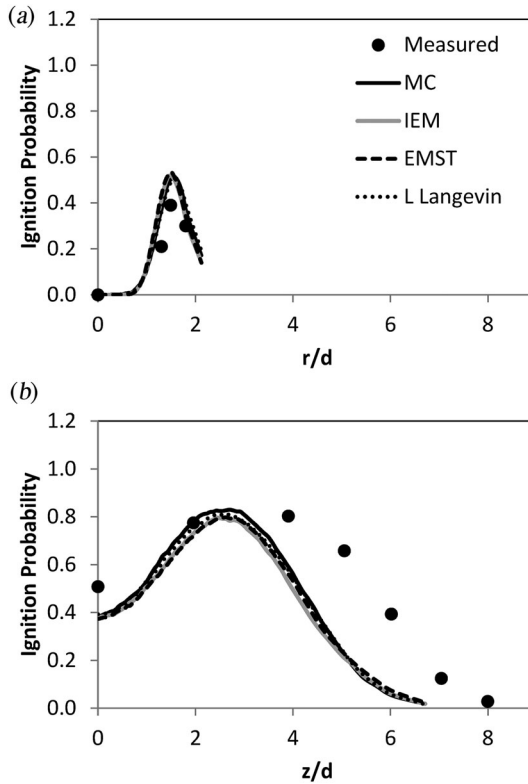 (a)
1.2
1.0
0.8
0.6
0.4
0.2
0.0
Ignition Probability
Measured
MC
IEM
EMST
L Langevin
0 2 4 6 8
r/d
(b)
1.2
1.0
0.8
0.6
0.4
0.2
0.0
Ignition Probability
0 2 4 6 8
z/d